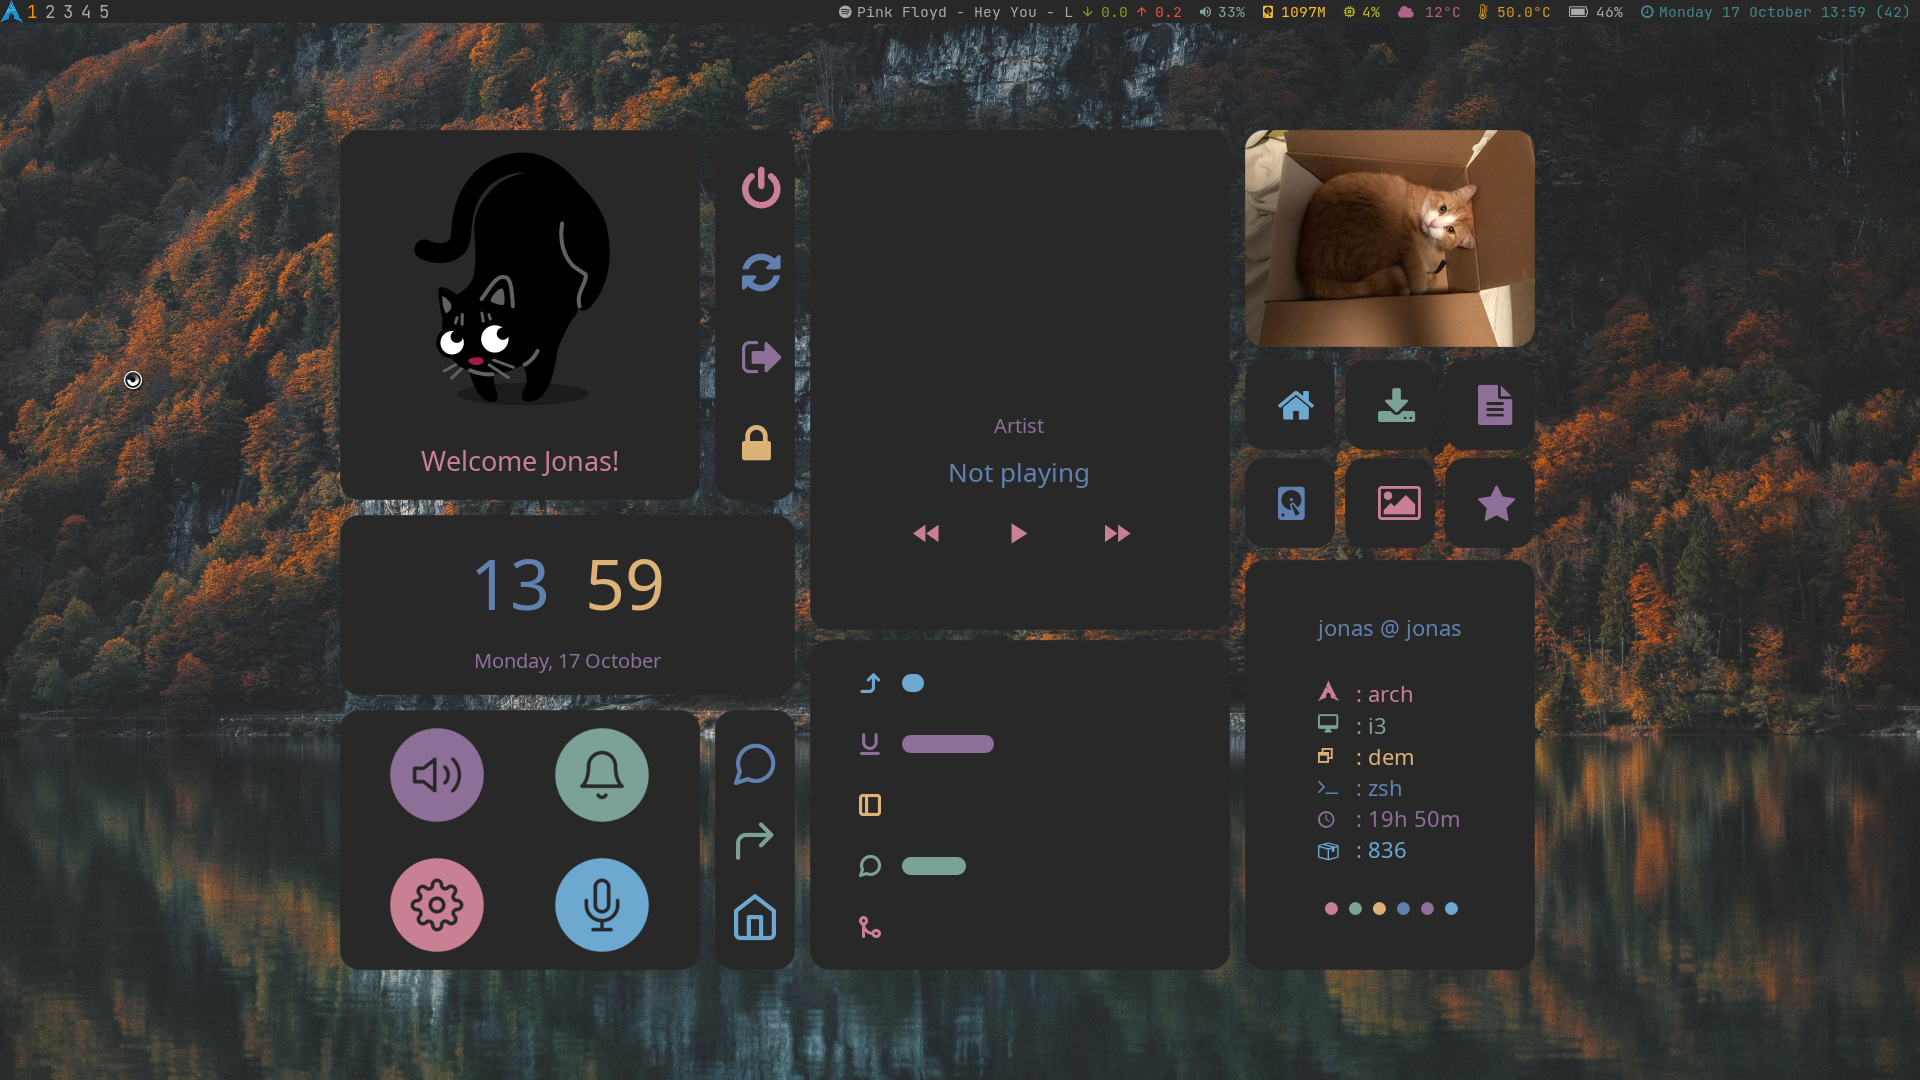 1 2 3 4 5 Pink Floyd - Hey You - L 0.0 0.2 33% 1097M 4% 12°C 50.0°C 46% Monday 17 October 13:59 (42)
Welcome Jonas!
13 59
Monday, 17 October
Artist
Not playing
jonas @ jonas
: arch
: i3
: dem
: zsh
: 19h 50m
: 836